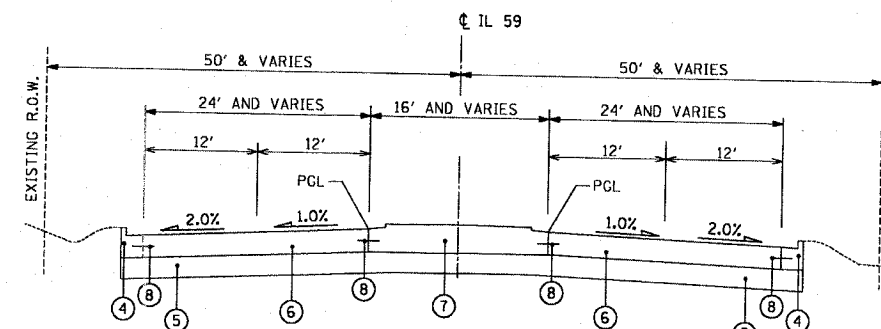 ℄ IL 59
50' & VARIES 50' & VARIES
EXISTING R.O.W.
24' AND VARIES 16' AND VARIES 24' AND VARIES
12' 12' 12' 12'
PGL PGL
2.0% 1.0% 1.0% 2.0%
4 8 5 6 8 7 8 6 8 4